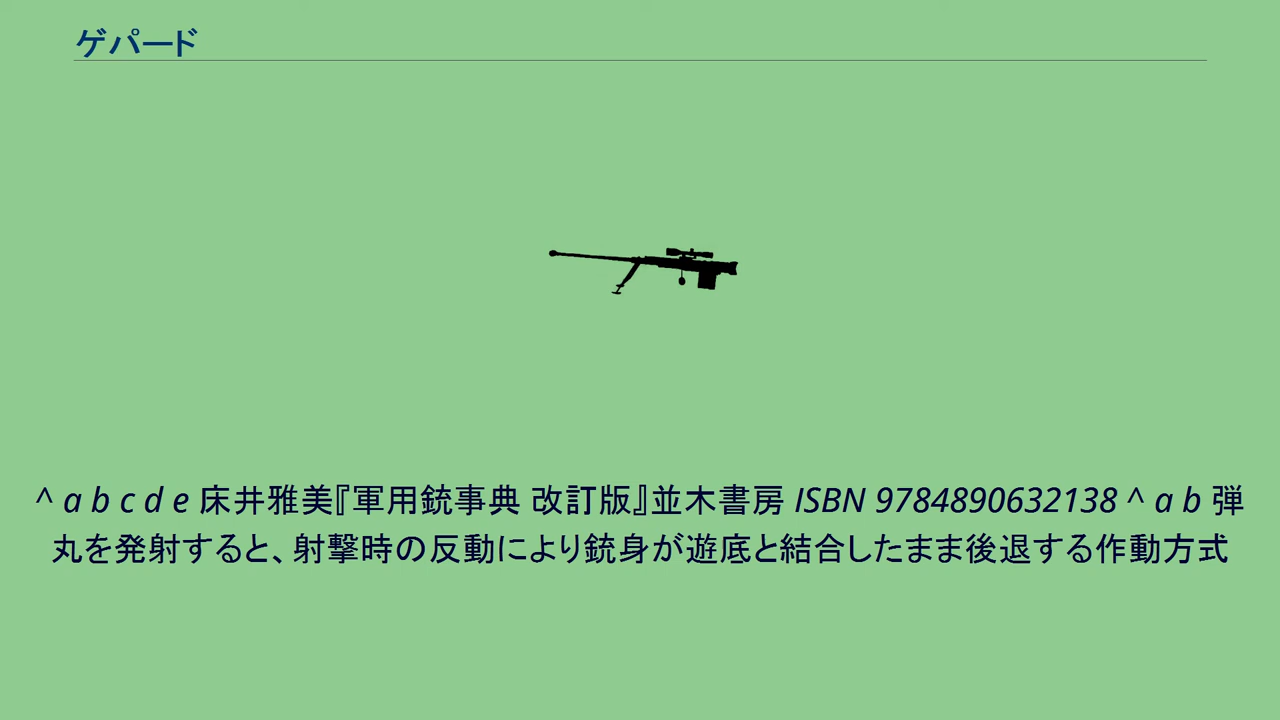 ゲパード
^ a b c d e 床井雅美『軍用銃事典 改訂版』並木書房 ISBN 9784890632138 ^ a b 弾
丸を発射すると、射撃時の反動により銃身が遊底と結合したまま後退する作動方式